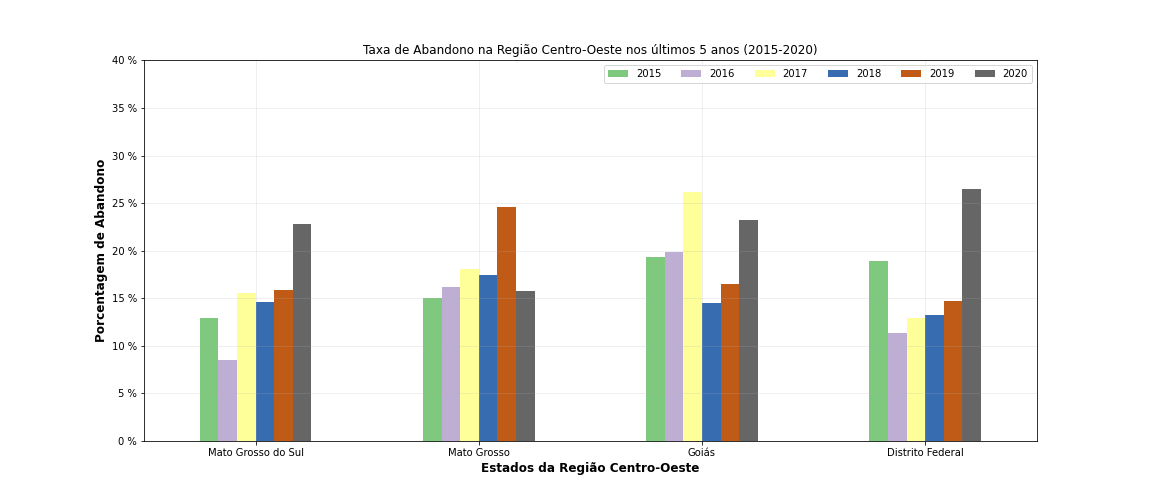 Taxa de Abandono na Região Centro-Oeste nos últimos 5 anos (2015-2020)
2015 2016 2017 2018 2019 2020
40 %
35 %
30 %
25 %
20 %
15 %
10 %
5 %
0 %
Porcentagem de Abandono
Mato Grosso do Sul Mato Grosso Goiás Distrito Federal
Estados da Região Centro-Oeste